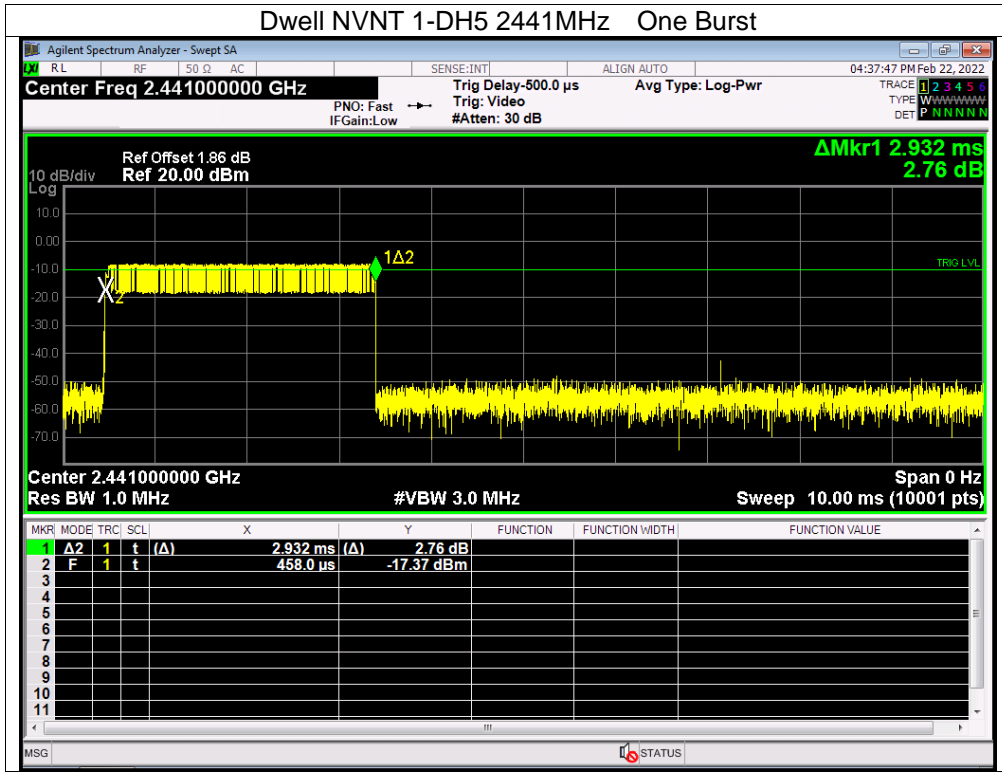 Dwell NVNT 1-DH5 2441MHz One Burst
Agilent Spectrum Analyzer - Swept SA
LXI RL RF 50 Ω AC SENSE:INT ALIGN AUTO 04:37:47 PM Feb 22, 2022
Center Freq 2.441000000 GHz Trig Delay-500.0 µs Avg Type: Log-Pwr TRACE 1 2 3 4 5 6
PNO: Fast Trig: Video TYPE WWWWWW
IFGain:Low #Atten: 30 dB DET P N N N N N
ΔMkr1 2.932 ms
2.76 dB
Ref Offset 1.86 dB
10 dB/div Ref 20.00 dBm
Log
10.0
0.00
-10.0 1Δ2 TRIG LVL
-20.0 2
-30.0
-40.0
-50.0
-60.0
-70.0
Center 2.441000000 GHz Span 0 Hz
Res BW 1.0 MHz #VBW 3.0 MHz Sweep 10.00 ms (10001 pts)
MKR MODE TRC SCL X Y FUNCTION FUNCTION WIDTH FUNCTION VALUE
1 Δ2 1 t (Δ) 2.932 ms (Δ) 2.76 dB
2 F 1 t 458.0 µs -17.37 dBm
3
4
5
6
7
8
9
10
11
MSG STATUS